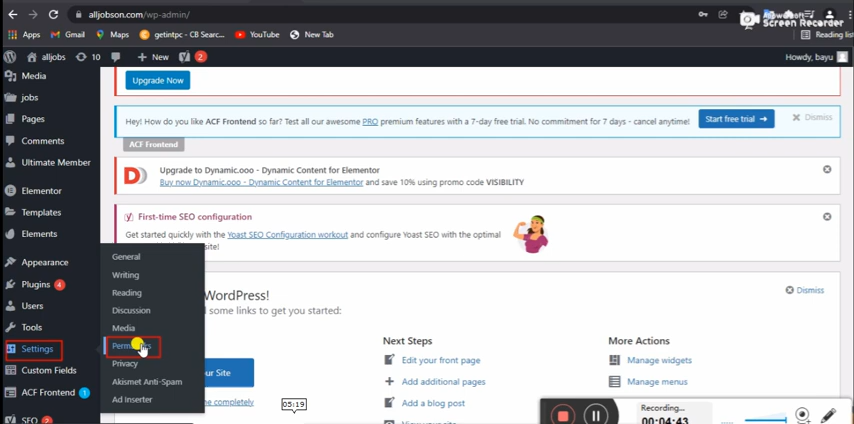 alljobson.com/wp-admin/
Screen Recorder
Apps Gmail Maps getintpc - CB Searc... YouTube New Tab Reading list
alljobs 10 New 2 Howdy, bayu
Media
jobs
Pages
Comments
Ultimate Member
Elementor
Templates
Elements
Appearance
Plugins 4
Users
Tools
Settings
Custom Fields
ACF Frontend 1
SEO 2
General
Writing
Reading
Discussion
Media
Privacy
Akismet Anti-Spam
Ad Inserter
Upgrade Now
Hey! How do you like ACF Frontend so far? Test all our awesome PRO premium features with a 7-day free trial. No commitment for 7 days - cancel anytime!
Start free trial → Dismiss
ACF Frontend
Upgrade to Dynamic.ooo - Dynamic Content for Elementor
Buy now Dynamic.ooo - Dynamic Content for Elementor and save 10% using promo code VISIBILITY
First-time SEO configuration
Get started quickly with the Yoast SEO Configuration workout and configure Yoast SEO with the optimal
site!
WordPress!
some links to get you started:
Dismiss
Your Site
completely
Next Steps
Edit your front page
Add additional pages
Add a blog post
More Actions
Manage widgets
Manage menus
05:19
Recording...
00:04:43